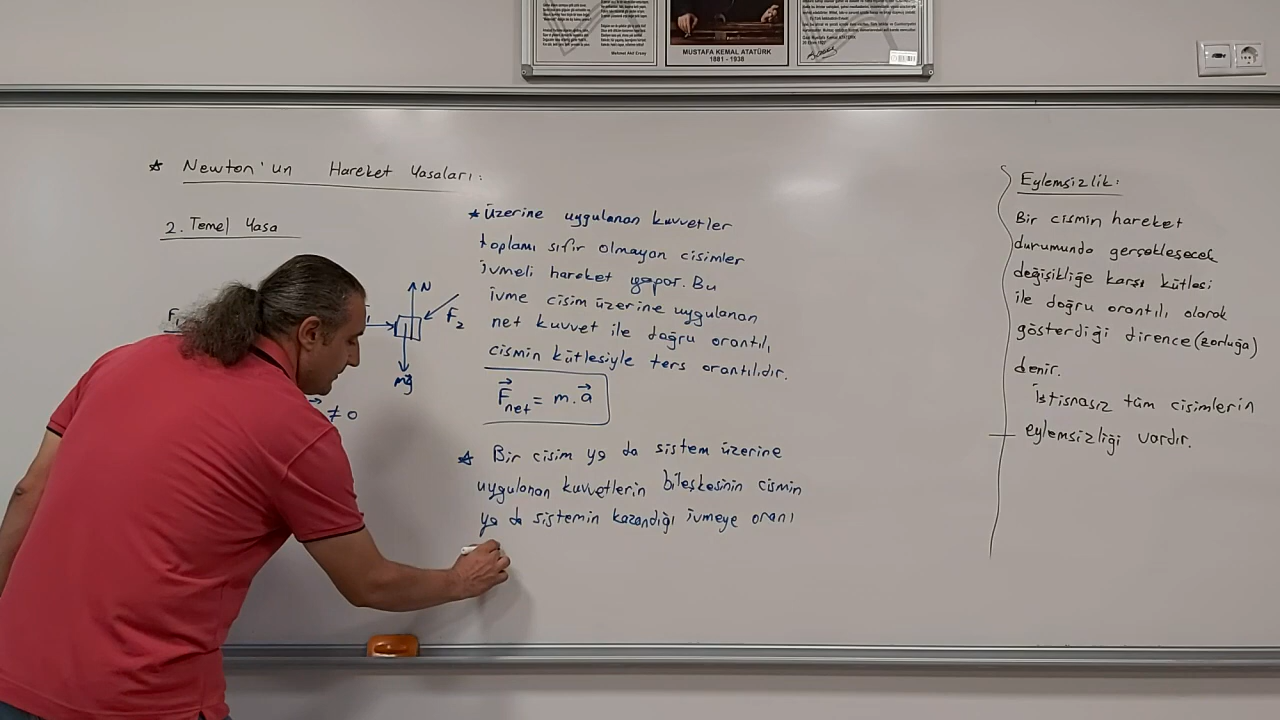 MUSTAFA KEMAL ATATÜRK
1881 - 1938
Mehmet Akif Ersoy
* Newton'un Hareket Yasaları:
2. Temel Yasa
N
F₂
mg
≠ 0
* Üzerine uygulanan kuvvetler
toplamı sıfır olmayan cisimler
ivmeli hareket yapar. Bu
ivme cisim üzerine uygulanan
net kuvvet ile doğru orantılı,
cismin kütlesiyle ters orantılıdır.
F⃗net = m.a⃗
* Bir cisim ya da sistem üzerine
uygulanan kuvvetlerin bileşkesinin cismin
ya da sistemin kazandığı ivmeye oranı
Eylemsizlik:
Bir cismin hareket
durumunda gerçekleşecek
değişikliğe karşı kütlesi
ile doğru orantılı olarak
gösterdiği dirence (zorluğa)
denir.
İstisnasız tüm cisimlerin
eylemsizliği vardır.